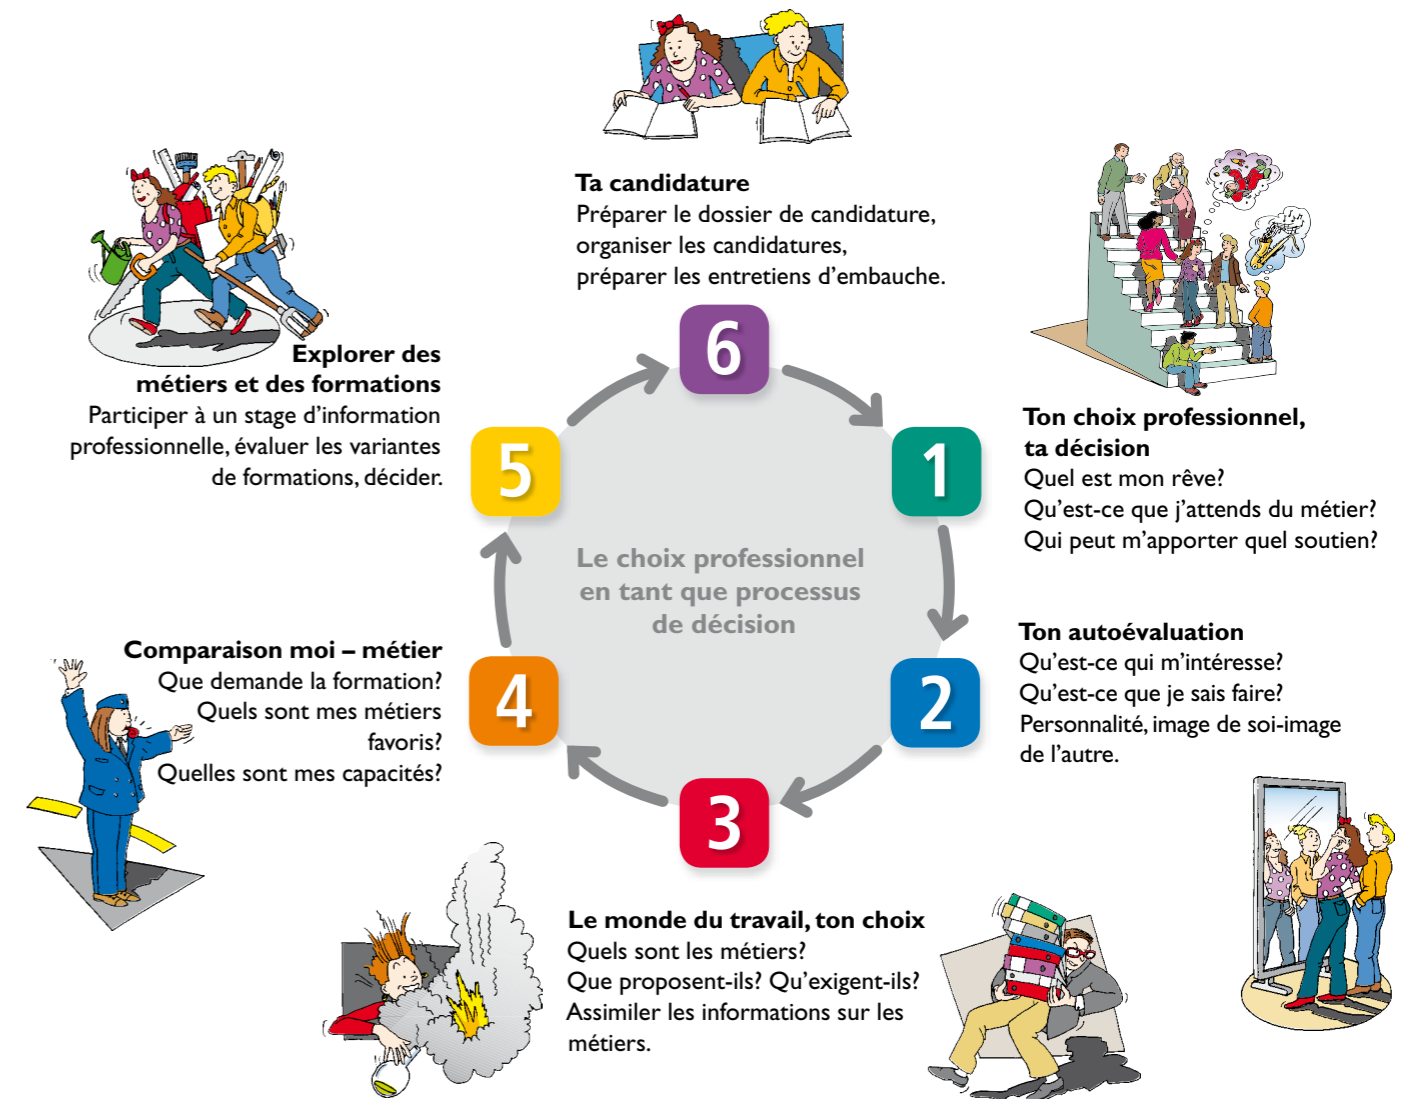 Ta candidature
Préparer le dossier de candidature,
organiser les candidatures,
préparer les entretiens d’embauche.
6
1
Ton choix professionnel,
ta décision
Quel est mon rêve?
Qu’est-ce que j’attends du métier?
Qui peut m’apporter quel soutien?
2
Ton autoévaluation
Qu’est-ce qui m’intéresse?
Qu’est-ce que je sais faire?
Personnalité, image de soi-image
de l’autre.
3
Le monde du travail, ton choix
Quels sont les métiers?
Que proposent-ils? Qu’exigent-ils?
Assimiler les informations sur les
métiers.
4
Comparaison moi – métier
Que demande la formation?
Quels sont mes métiers
favoris?
Quelles sont mes capacités?
5
Explorer des
métiers et des formations
Participer à un stage d’information
professionnelle, évaluer les variantes
de formations, décider.
Le choix professionnel
en tant que processus
de décision